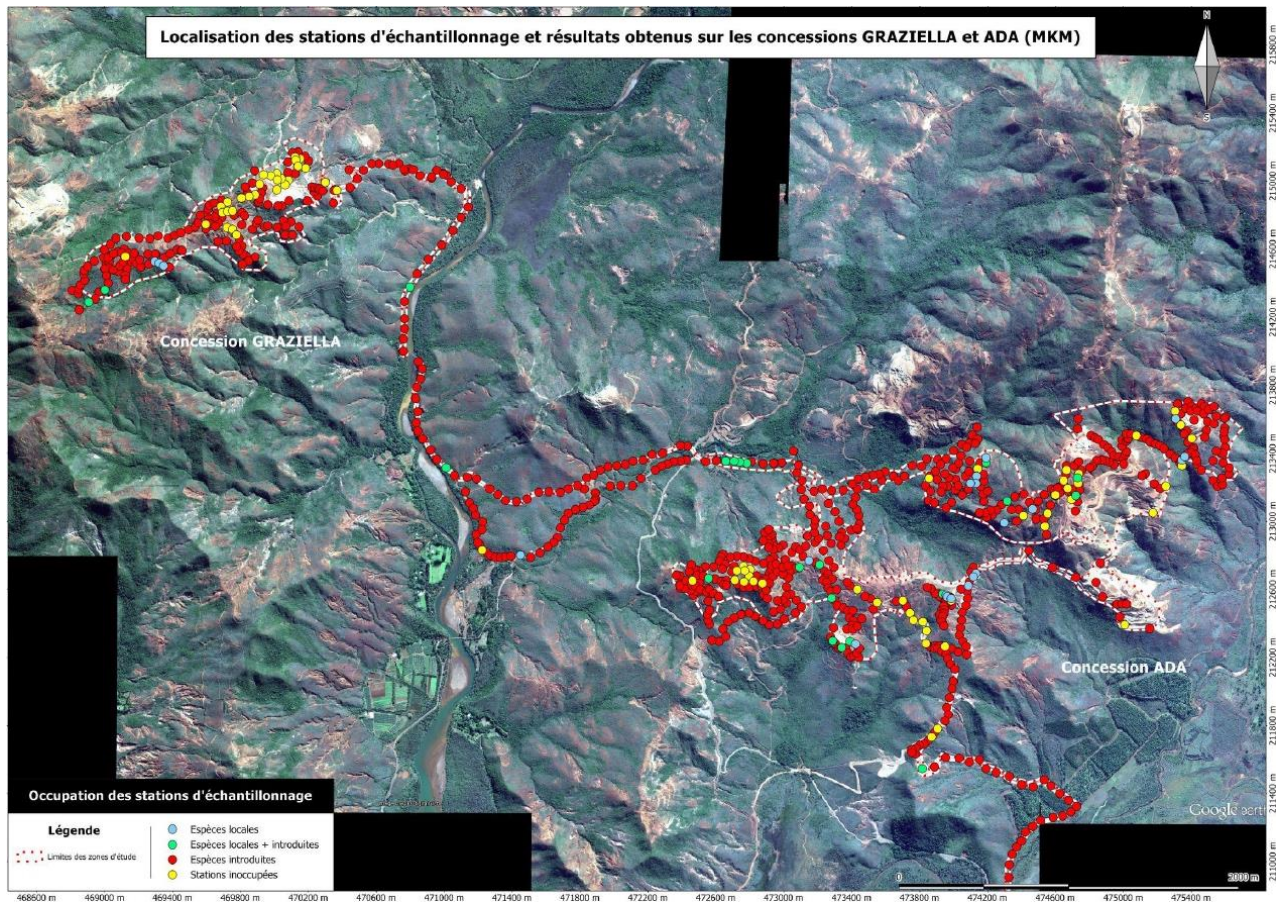 Localisation des stations d'échantillonnage et résultats obtenus sur les concessions GRAZIELLA et ADA (MKM)
N
S
Concession GRAZIELLA
Concession ADA
Occupation des stations d'échantillonnage
Légende
Limites des zones d'étude
Espèces locales
Espèces locales + introduites
Espèces introduites
Stations inoccupées
Google earth
0
2000 m
215800 m
215400 m
215000 m
214600 m
214200 m
213800 m
213400 m
213000 m
212600 m
212200 m
211800 m
211400 m
211000 m
468600 m 469000 m 469400 m 469800 m 470200 m 470600 m 471000 m 471400 m 471800 m 472200 m 472600 m 473000 m 473400 m 473800 m 474200 m 474600 m 475000 m 475400 m